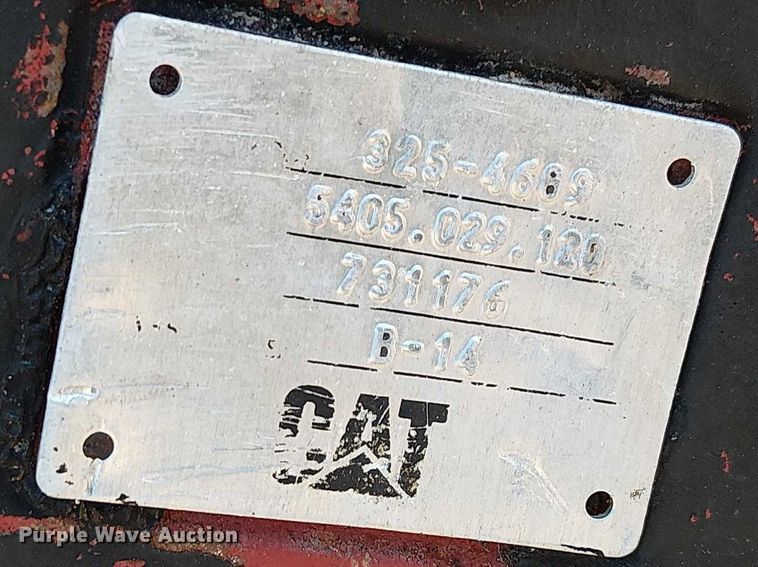 325-4689
5405.029.120
731176
B-14
CAT
Purple Wave Auction